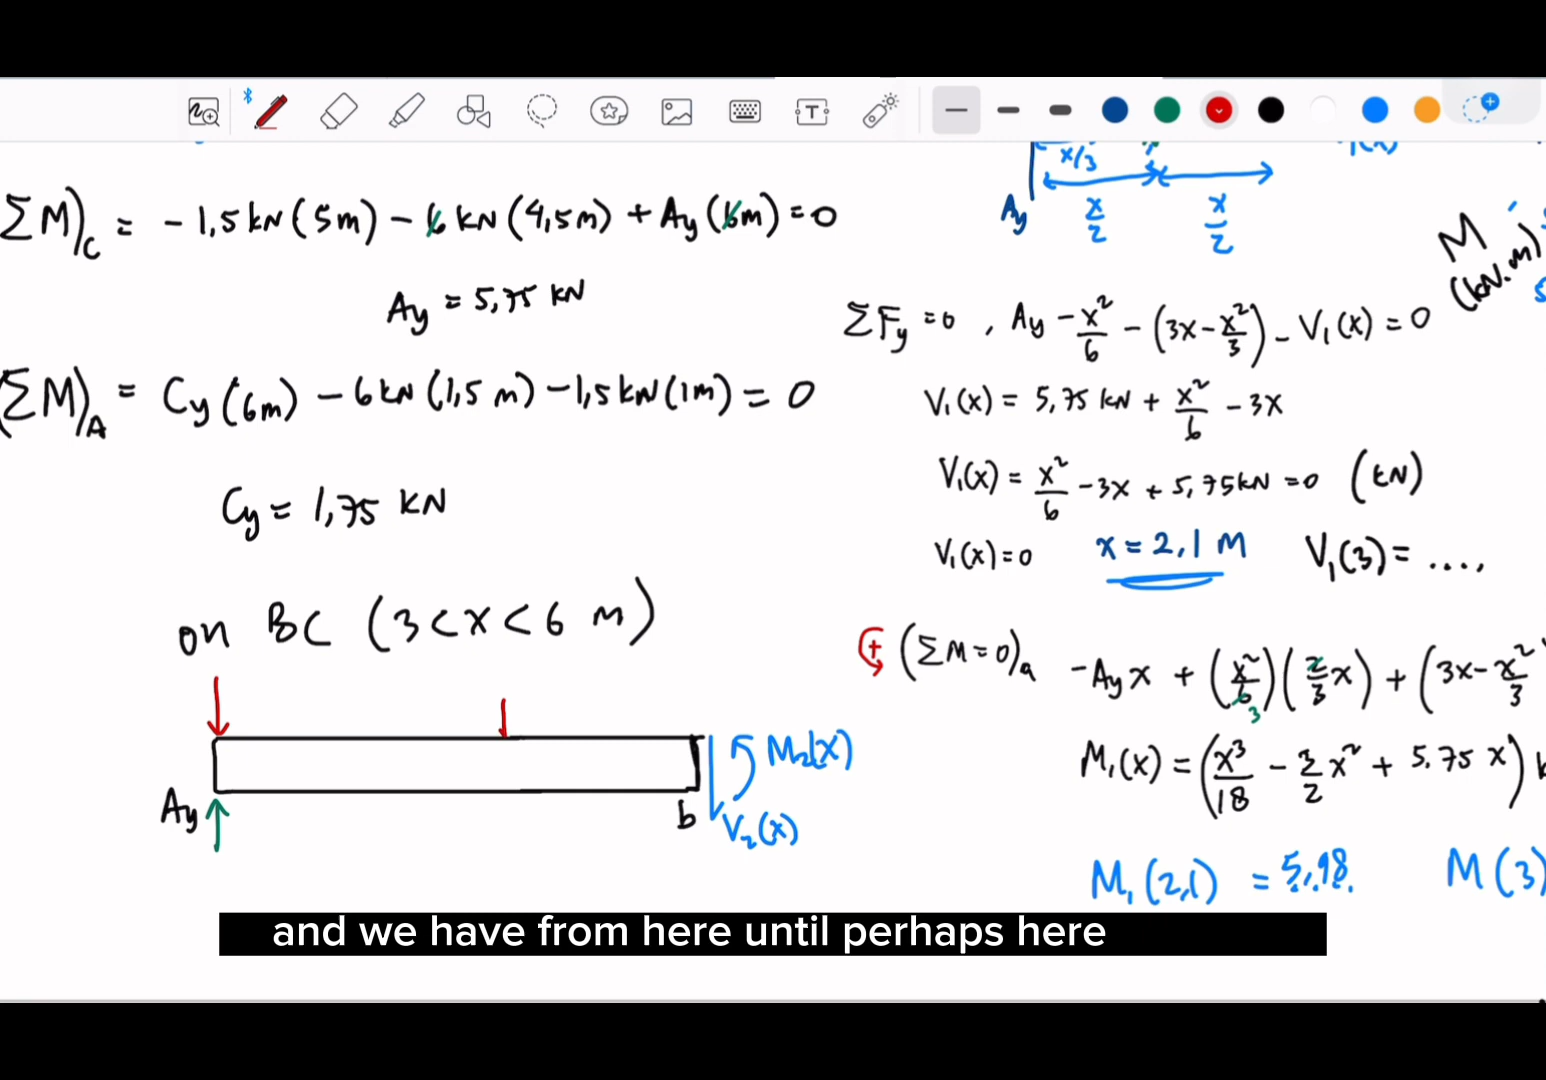 ΣM)C = - 1,5 kN (5m) - 6 kN (4,5m) + Ay (6m) = 0
Ay = 5,75 kN
(ΣM)A = Cy (6m) - 6 kN (1,5 m) - 1,5 kN (1m) = 0
Cy = 1,75 kN
on BC (3 < x < 6 m)
Ay
b
M2(x)
V2(x)
x/3
Ay
x/2
x/2
M
(kN.m)
ΣFy = 0 , Ay - x²/6 - (3x - x²/3) - V1(x) = 0
V1(x) = 5,75 kN + x²/6 - 3x
V1(x) = x²/6 - 3x + 5,75 kN = 0 (kN)
V1(x) = 0 x = 2,1 M V1(3) = ....
+ (ΣM = 0)a - Ay x + (x²/6)(2/3 x) + (3x - x²/3
3
M1(x) = (x³/18 - 3/2 x² + 5.75 x) k
M1(2,1) = 5,98. M(3)
and we have from here until perhaps here
T